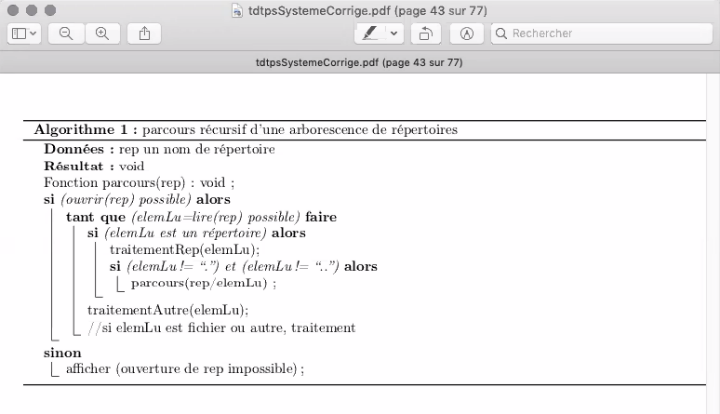 tdtpsSystemeCorrige.pdf (page 43 sur 77)
Rechercher
tdtpsSystemeCorrige.pdf (page 43 sur 77)
Algorithme 1 : parcours récursif d'une arborescence de répertoires
Données : rep un nom de répertoire
Résultat : void
Fonction parcours(rep) : void ;
si (ouvrir(rep) possible) alors
tant que (elemLu=lire(rep) possible) faire
si (elemLu est un répertoire) alors
traitementRep(elemLu);
si (elemLu != “.”) et (elemLu != “..”) alors
parcours(rep/elemLu) ;
traitementAutre(elemLu);
//si elemLu est fichier ou autre, traitement
sinon
afficher (ouverture de rep impossible) ;